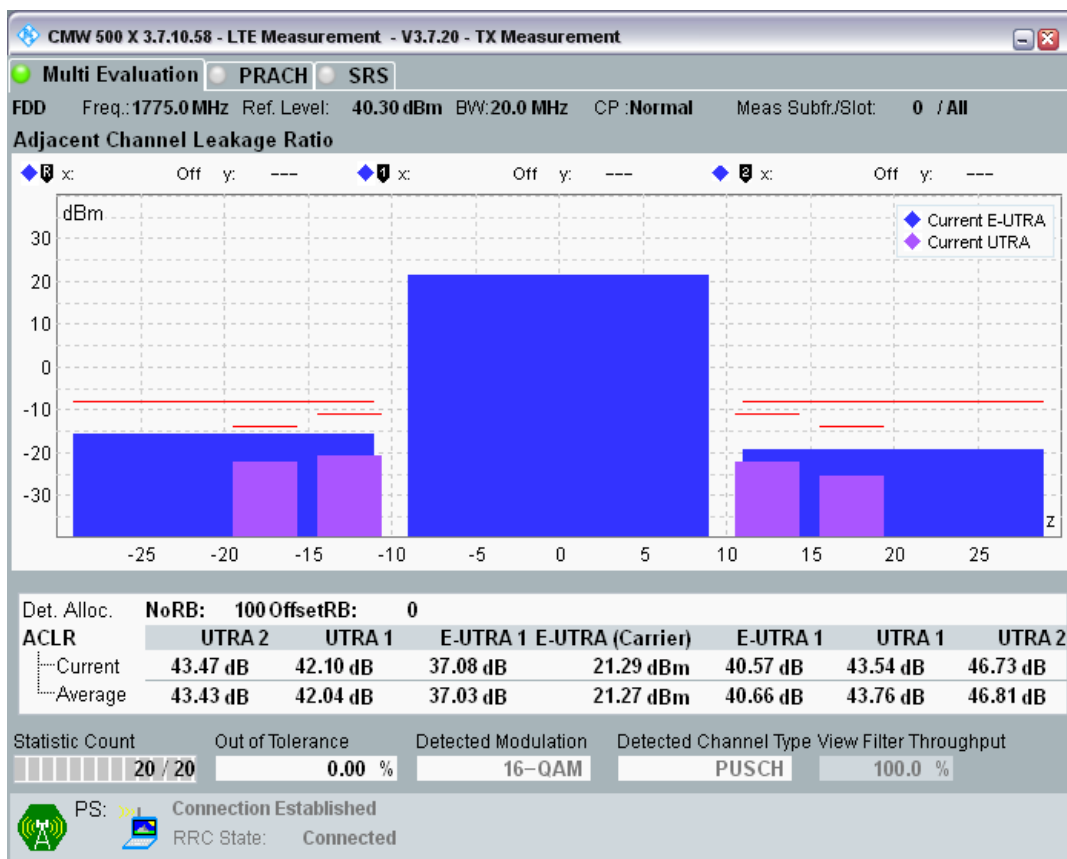 CMW 500 X 3.7.10.58 - LTE Measurement - V3.7.20 - TX Measurement
Multi Evaluation PRACH SRS
FDD Freq.: 1775.0 MHz Ref. Level: 40.30 dBm BW: 20.0 MHz CP : Normal Meas Subfr./Slot: 0 / All
Adjacent Channel Leakage Ratio
R x: Off y: --- 1 x: Off y: --- 2 x: Off y: ---
dBm
Current E-UTRA
Current UTRA
30
20
10
0
-10
-20
-30
z
-25 -20 -15 -10 -5 0 5 10 15 20 25
Det. Alloc. NoRB: 100 OffsetRB: 0
ACLR UTRA 2 UTRA 1 E-UTRA 1 E-UTRA (Carrier) E-UTRA 1 UTRA 1 UTRA 2
Current 43.47 dB 42.10 dB 37.08 dB 21.29 dBm 40.57 dB 43.54 dB 46.73 dB
Average 43.43 dB 42.04 dB 37.03 dB 21.27 dBm 40.66 dB 43.76 dB 46.81 dB
Statistic Count Out of Tolerance Detected Modulation Detected Channel Type View Filter Throughput
20 / 20 0.00 % 16-QAM PUSCH 100.0 %
PS: Connection Established
RRC State: Connected